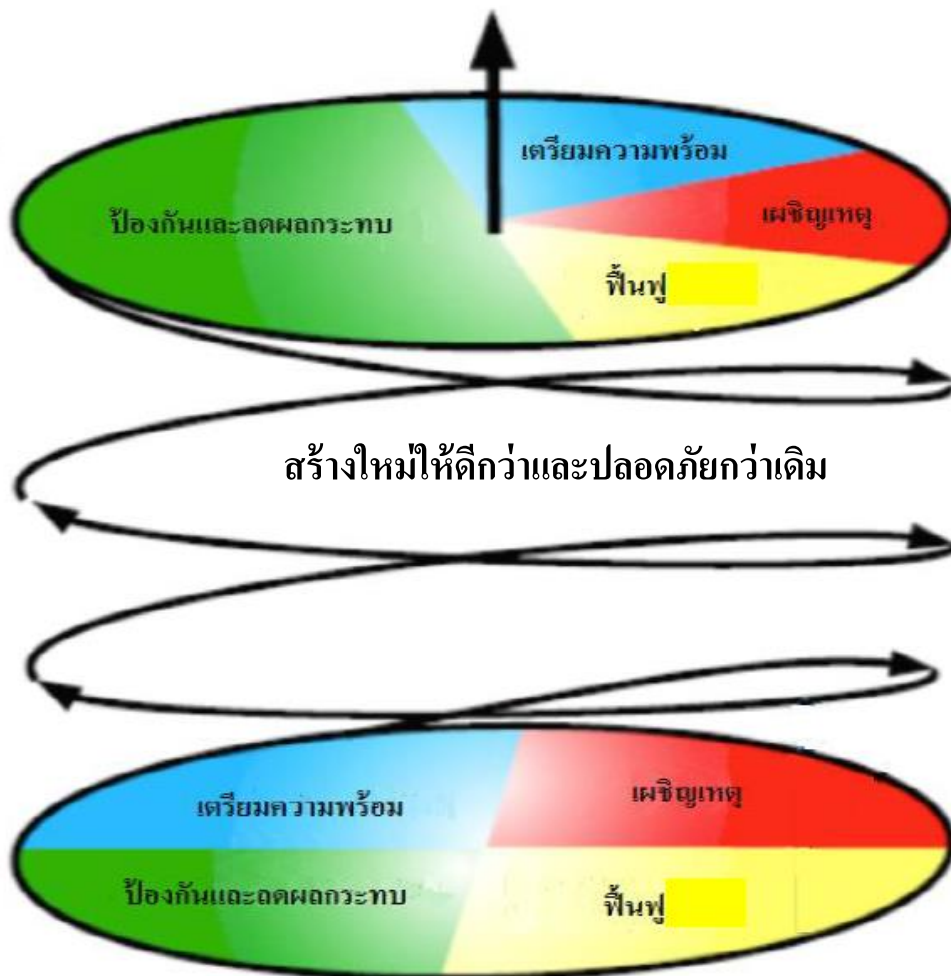 เตรียมความพร้อม
ป้องกันและลดผลกระทบ
เผชิญเหตุ
ฟื้นฟู
สร้างใหม่ให้ดีกว่าและปลอดภัยกว่าเดิม
เตรียมความพร้อม
เผชิญเหตุ
ป้องกันและลดผลกระทบ
ฟื้นฟู